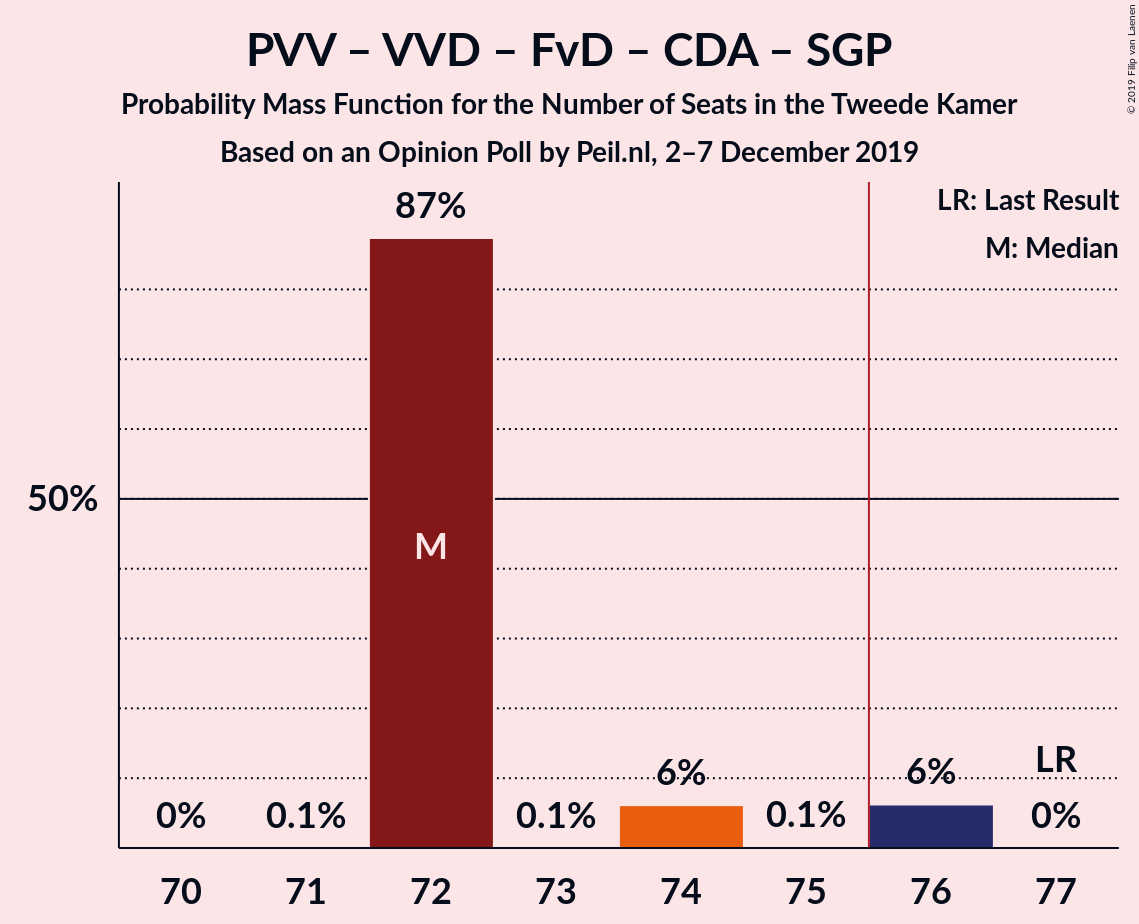 PVV – VVD – FvD – CDA – SGP
Probability Mass Function for the Number of Seats in the Tweede Kamer
Based on an Opinion Poll by Peil.nl, 2–7 December 2019
© 2019 Filip van Laenen
LR: Last Result
M: Median
87%
50%
M
6%
6%
LR
0%
0.1%
0.1%
0.1%
0%
70 71 72 73 74 75 76 77